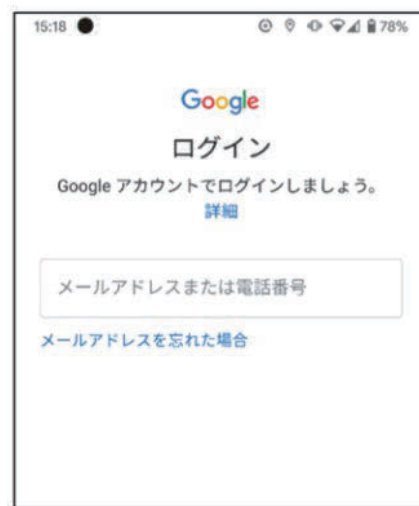 15:18 78%
Google
ログイン
Google アカウントでログインしましょう。
詳細
メールアドレスまたは電話番号
メールアドレスを忘れた場合